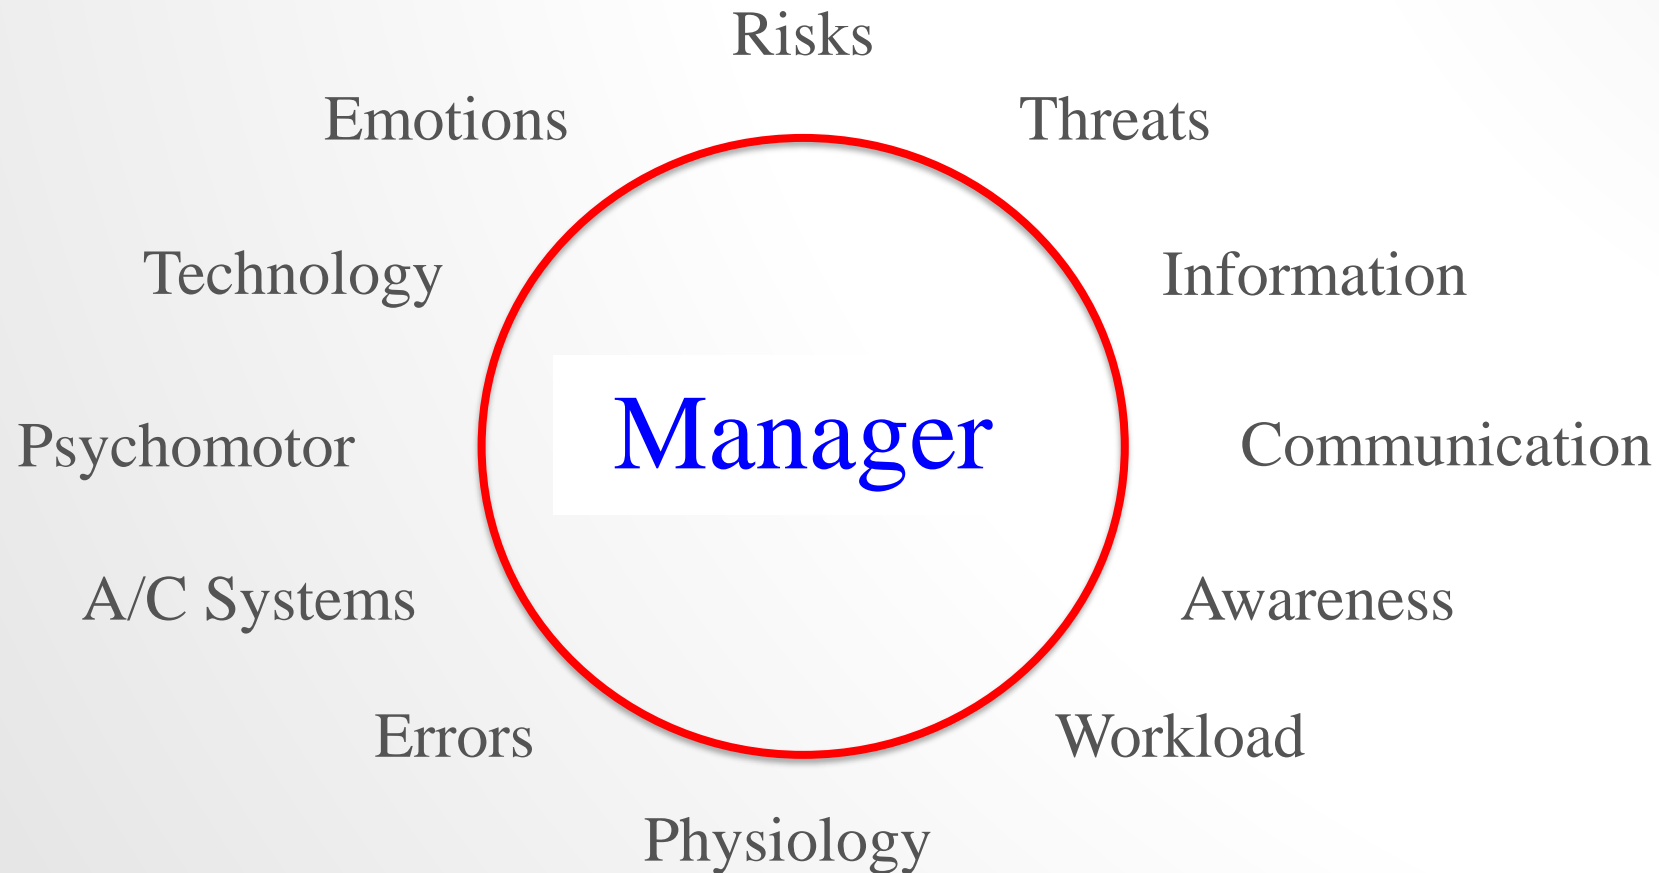 Risks
Emotions
Threats
Technology
Information
Manager
Psychomotor
Communication
A/C Systems
Awareness
Errors
Workload
Physiology